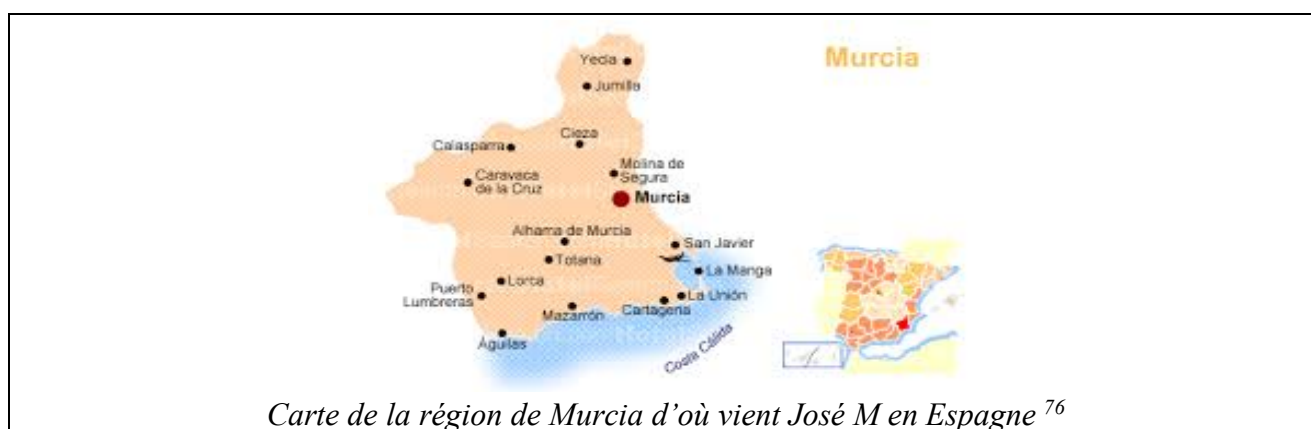 Murcia
Yecla
Jumilla
Cieza
Calasparra
Molina de
Segura
Caravaca
de la Cruz
Murcia
Alhama de Murcia
San Javier
Totana
La Manga
Lorca
Puerto
Lumbreras
La Unión
Cartagena
Mazarrón
Águilas
Costa Cálida
Carte de la région de Murcia d’où vient José M en Espagne 76